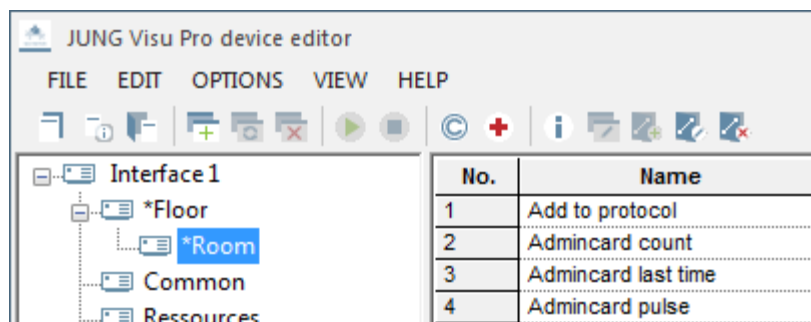 JUNG Visu Pro device editor
FILE EDIT OPTIONS VIEW HELP
Interface 1
*Floor
*Room
Common
Ressources
No. Name
1 Add to protocol
2 Admincard count
3 Admincard last time
4 Admincard pulse